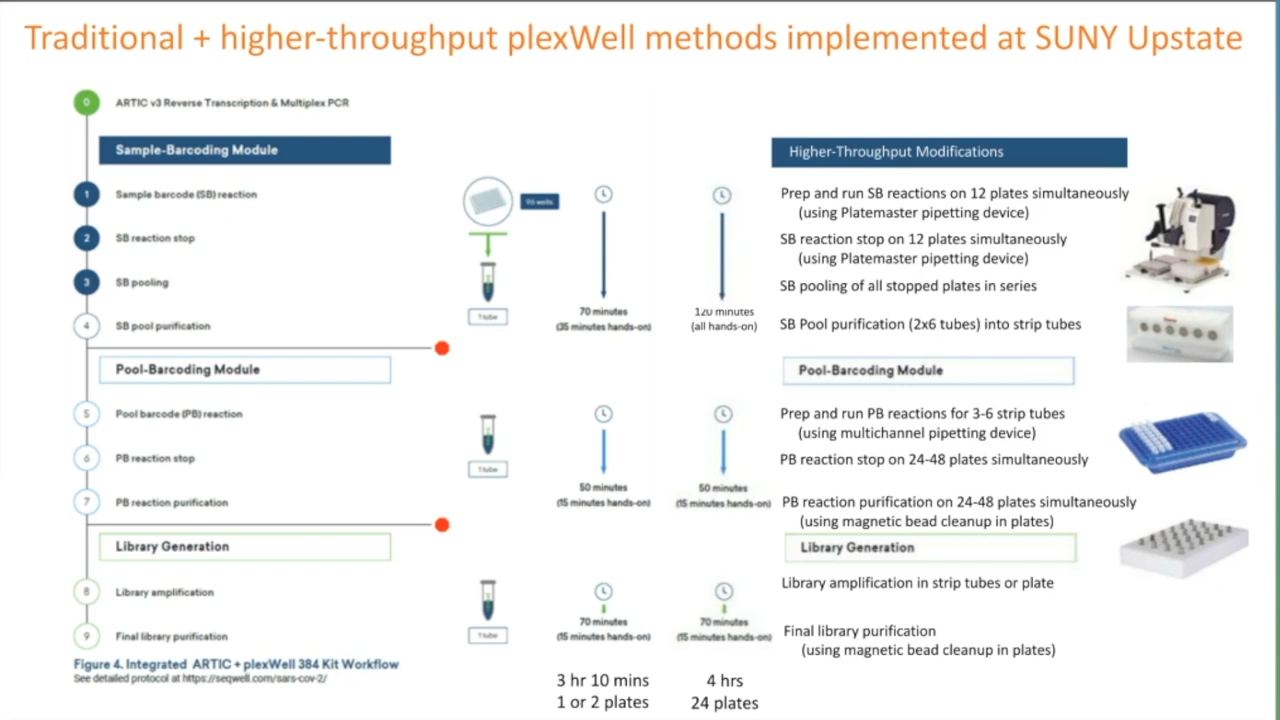 Traditional + higher-throughput plexWell methods implemented at SUNY Upstate
0 ARTIC v3 Reverse Transcription & Multiplex PCR
Sample-Barcoding Module
1 Sample barcode (SB) reaction
2 SB reaction stop
3 SB pooling
4 SB pool purification
Pool-Barcoding Module
5 Pool barcode (PB) reaction
6 PB reaction stop
7 PB reaction purification
Library Generation
8 Library amplification
9 Final library purification
Figure 4. Integrated ARTIC + plexWell 384 Kit Workflow
See detailed protocol at https://seqwell.com/sars-cov-2/
96 wells
1 tube
1 tube
1 tube
70 minutes
(35 minutes hands-on)
50 minutes
(15 minutes hands-on)
70 minutes
(15 minutes hands-on)
3 hr 10 mins
1 or 2 plates
120 minutes
(all hands-on)
50 minutes
(15 minutes hands-on)
70 minutes
(15 minutes hands-on)
4 hrs
24 plates
Higher-Throughput Modifications
Prep and run SB reactions on 12 plates simultaneously
(using Platemaster pipetting device)
SB reaction stop on 12 plates simultaneously
(using Platemaster pipetting device)
SB pooling of all stopped plates in series
SB Pool purification (2x6 tubes) into strip tubes
Pool-Barcoding Module
Prep and run PB reactions for 3-6 strip tubes
(using multichannel pipetting device)
PB reaction stop on 24-48 plates simultaneously
PB reaction purification on 24-48 plates simultaneously
(using magnetic bead cleanup in plates)
Library Generation
Library amplification in strip tubes or plate
Final library purification
(using magnetic bead cleanup in plates)